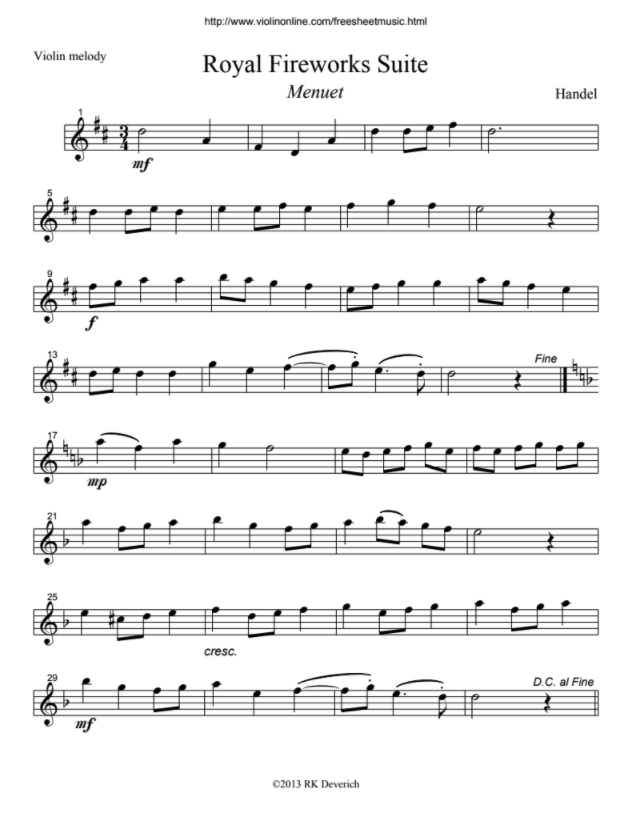 http://www.violinonline.com/freesheetmusic.html
Violin melody
Royal Fireworks Suite
Menuet
Handel
1
3
4
mf
5
9
f
13
Fine
17
mp
21
25
cresc.
29
D.C. al Fine
mf
©2013 RK Deverich